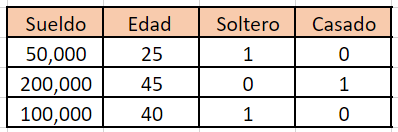 Sueldo Edad Soltero Casado
50,000 25 1 0
200,000 45 0 1
100,000 40 1 0